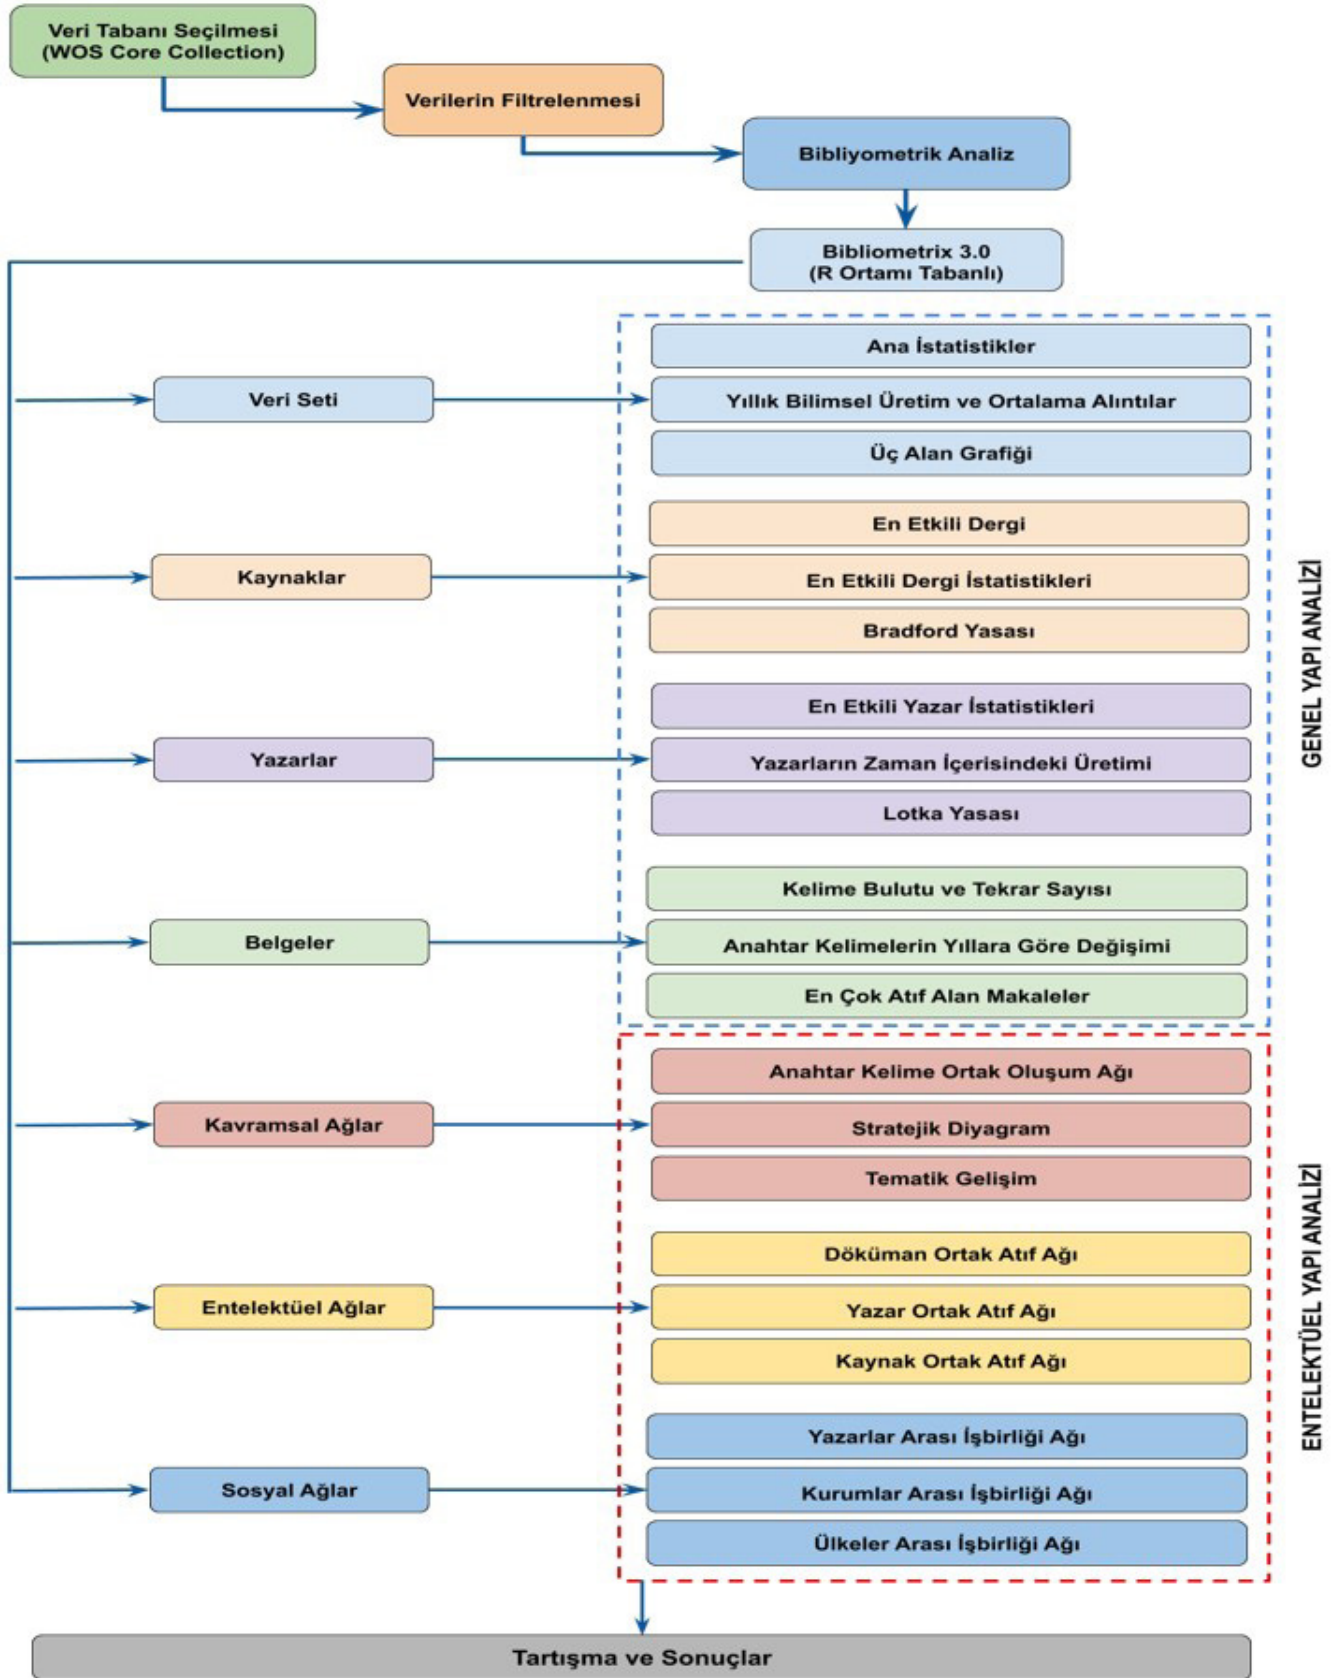 Veri Tabanı Seçilmesi
(WOS Core Collection)
Verilerin Filtrelenmesi
Bibliyometrik Analiz
Bibliometrix 3.0
(R Ortamı Tabanlı)
Veri Seti
Ana İstatistikler
Yıllık Bilimsel Üretim ve Ortalama Alıntılar
Üç Alan Grafiği
Kaynaklar
En Etkili Dergi
En Etkili Dergi İstatistikleri
Bradford Yasası
Yazarlar
En Etkili Yazar İstatistikleri
Yazarların Zaman İçerisindeki Üretimi
Lotka Yasası
Belgeler
Kelime Bulutu ve Tekrar Sayısı
Anahtar Kelimelerin Yıllara Göre Değişimi
En Çok Atıf Alan Makaleler
GENEL YAPI ANALİZİ
Kavramsal Ağlar
Anahtar Kelime Ortak Oluşum Ağı
Stratejik Diyagram
Tematik Gelişim
Entelektüel Ağlar
Döküman Ortak Atıf Ağı
Yazar Ortak Atıf Ağı
Kaynak Ortak Atıf Ağı
Sosyal Ağlar
Yazarlar Arası İşbirliği Ağı
Kurumlar Arası İşbirliği Ağı
Ülkeler Arası İşbirliği Ağı
ENTELEKTÜEL YAPI ANALİZİ
Tartışma ve Sonuçlar